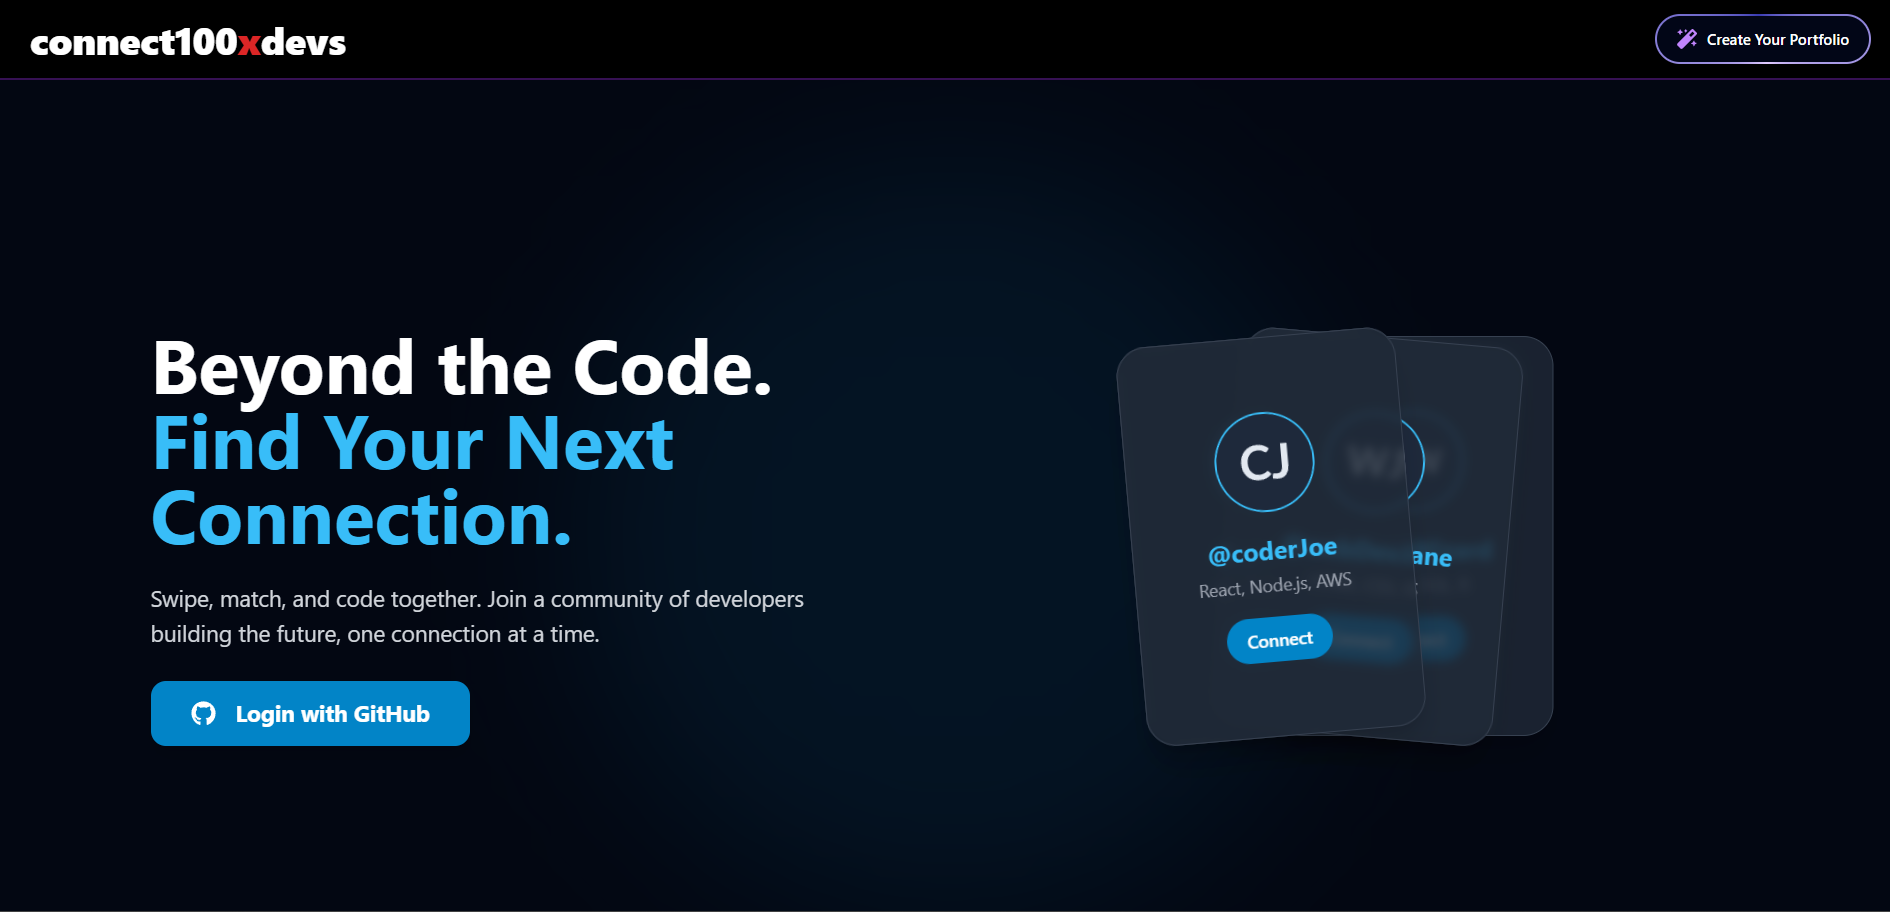 connect100xdevs
Create Your Portfolio
Beyond the Code.
Find Your Next
Connection.
Swipe, match, and code together. Join a community of developers
building the future, one connection at a time.
Login with GitHub
CJ
@coderJoe
React, Node.js, AWS
Connect
ane